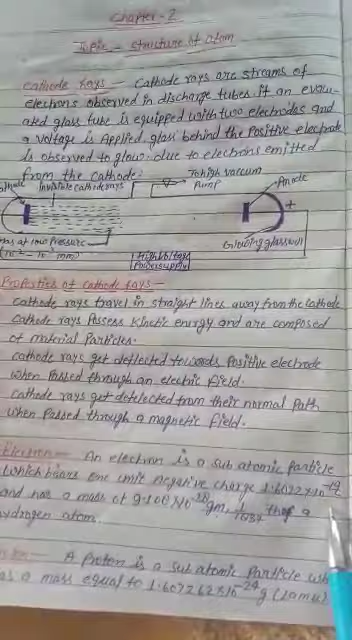 Chapter - 2
Topic - Structure of atom
Cathode rays - Cathode rays are streams of
electrons observed in discharge tubes. if an evacu-
ated glass tube is equipped with two electrodes and
a voltage is Applied, glass behind the Positive electrode
is observed to glow. due to electrons emitted
from the cathode.
Invisible cathode rays
To high vaccum
Pump
Anode
+
at low Pressure
High Voltage
Power supply
Glowing glass wall
Properties of cathode rays -
cathode rays travel in straight lines away from the cathode
Cathode rays Possess Kinetic energy and are composed
of material Particles.
cathode rays get deflected towards Positive electrode
when Passed through an electric field.
cathode rays get deflected from their normal Path
when Passed through a magnetic field.
Electron - An electron is a sub atomic particle
which bears one unit negative charge
and has a mass of a
hydrogen atom.
A Proton is a sub atomic Particle
a mass equal to